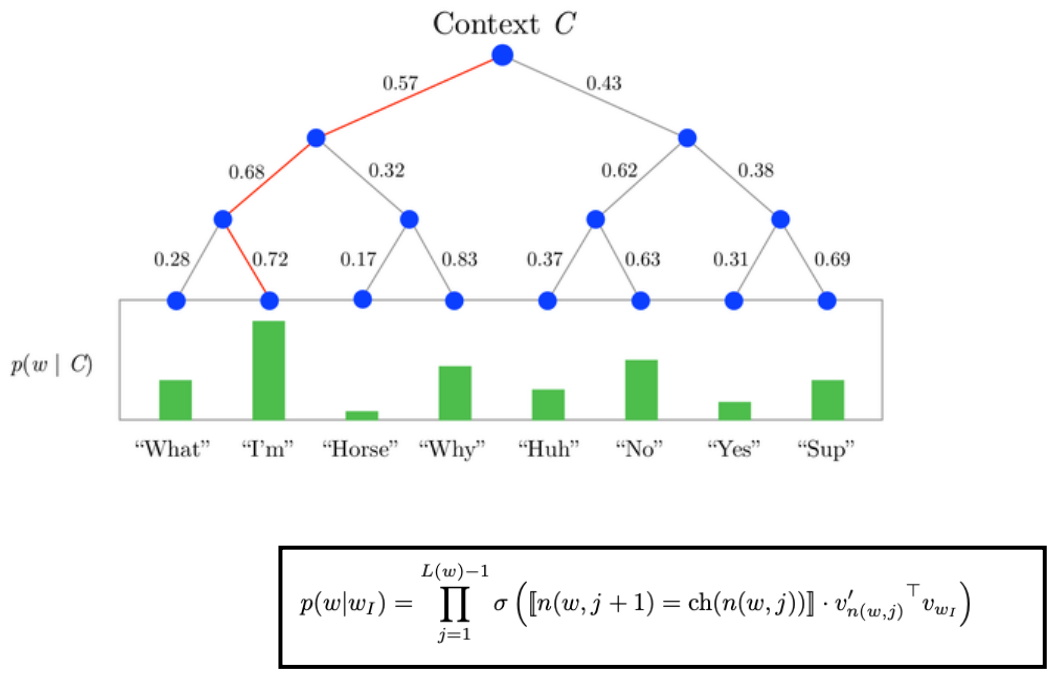 Context C
0.57 0.43
0.68 0.32 0.62 0.38
0.28 0.72 0.17 0.83 0.37 0.63 0.31 0.69
p(w | C)
“What” “I’m” “Horse” “Why” “Huh” “No” “Yes” “Sup”
L(w)−1
p(w|w_I) = ∏ σ (⟦n(w, j + 1) = ch(n(w, j))⟧ · v′_{n(w,j)}^⊤ v_{w_I})
j=1